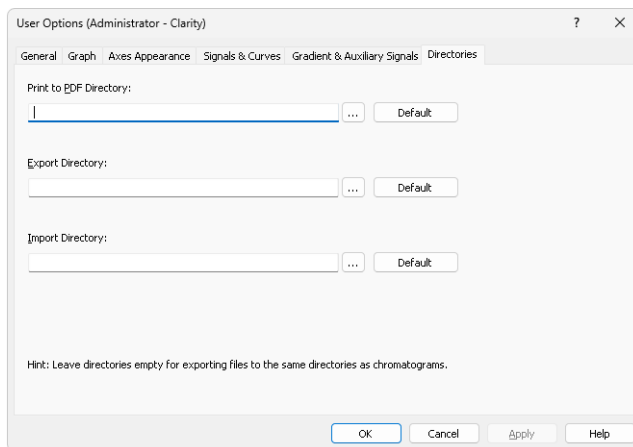 User Options (Administrator - Clarity) ?
General Graph Axes Appearance Signals & Curves Gradient & Auxiliary Signals Directories
Print to PDF Directory:
... Default
Export Directory:
... Default
Import Directory:
... Default
Hint: Leave directories empty for exporting files to the same directories as chromatograms.
OK Cancel Apply Help